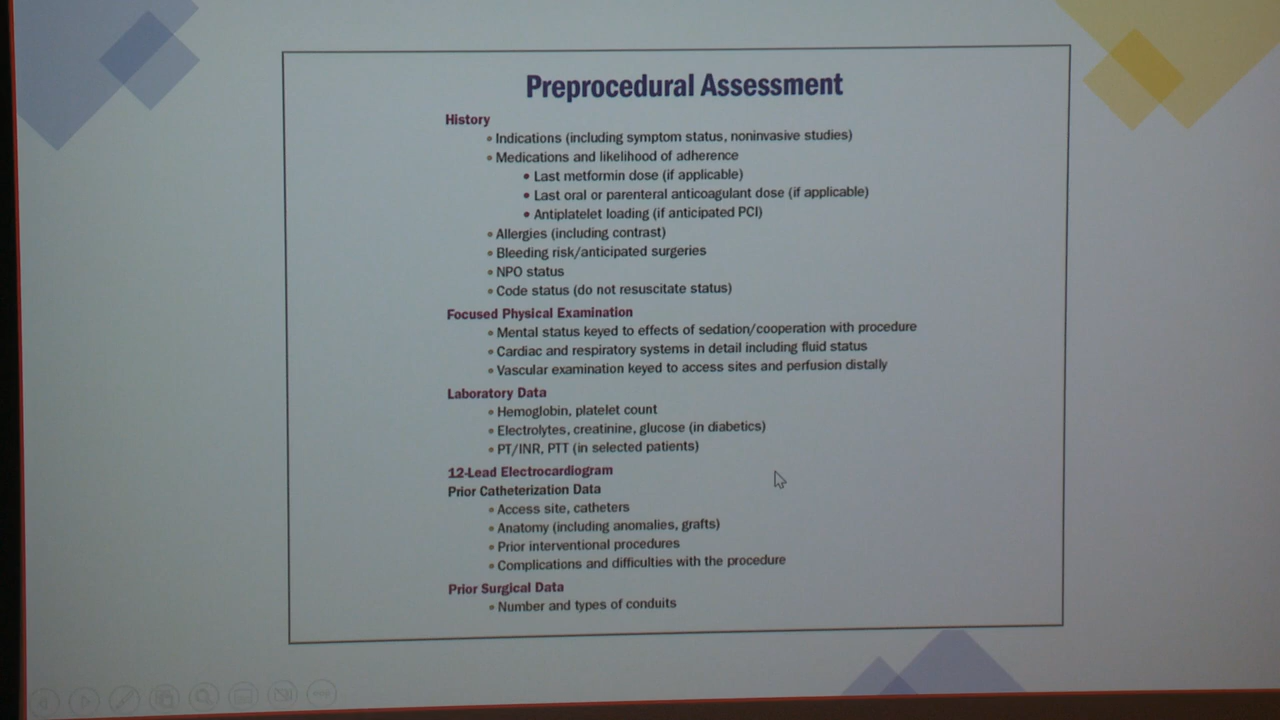 Preprocedural Assessment
History
• Indications (including symptom status, noninvasive studies)
• Medications and likelihood of adherence
• Last metformin dose (if applicable)
• Last oral or parenteral anticoagulant dose (if applicable)
• Antiplatelet loading (if anticipated PCI)
• Allergies (including contrast)
• Bleeding risk/anticipated surgeries
• NPO status
• Code status (do not resuscitate status)
Focused Physical Examination
• Mental status keyed to effects of sedation/cooperation with procedure
• Cardiac and respiratory systems in detail including fluid status
• Vascular examination keyed to access sites and perfusion distally
Laboratory Data
• Hemoglobin, platelet count
• Electrolytes, creatinine, glucose (in diabetics)
• PT/INR, PTT (in selected patients)
12-Lead Electrocardiogram
Prior Catheterization Data
• Access site, catheters
• Anatomy (including anomalies, grafts)
• Prior interventional procedures
• Complications and difficulties with the procedure
Prior Surgical Data
• Number and types of conduits